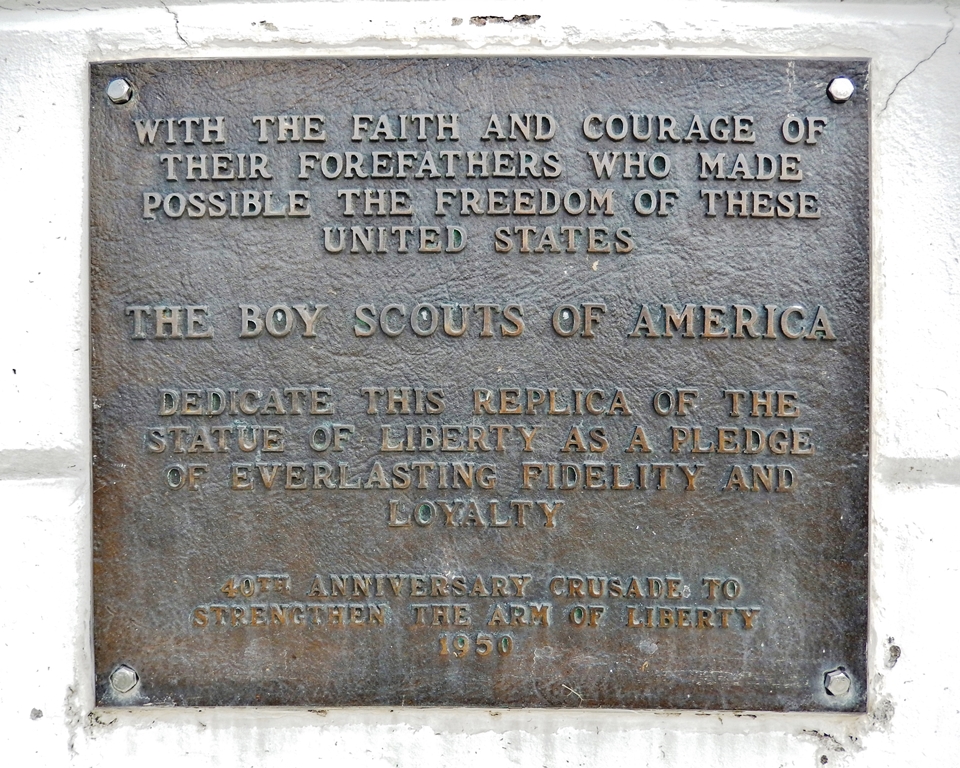 WITH THE FAITH AND COURAGE OF
THEIR FOREFATHERS WHO MADE
POSSIBLE THE FREEDOM OF THESE
UNITED STATES
THE BOY SCOUTS OF AMERICA
DEDICATE THIS REPLICA OF THE
STATUE OF LIBERTY AS A PLEDGE
OF EVERLASTING FIDELITY AND
LOYALTY
40TH ANNIVERSARY CRUSADE TO
STRENGTHEN THE ARM OF LIBERTY
1950